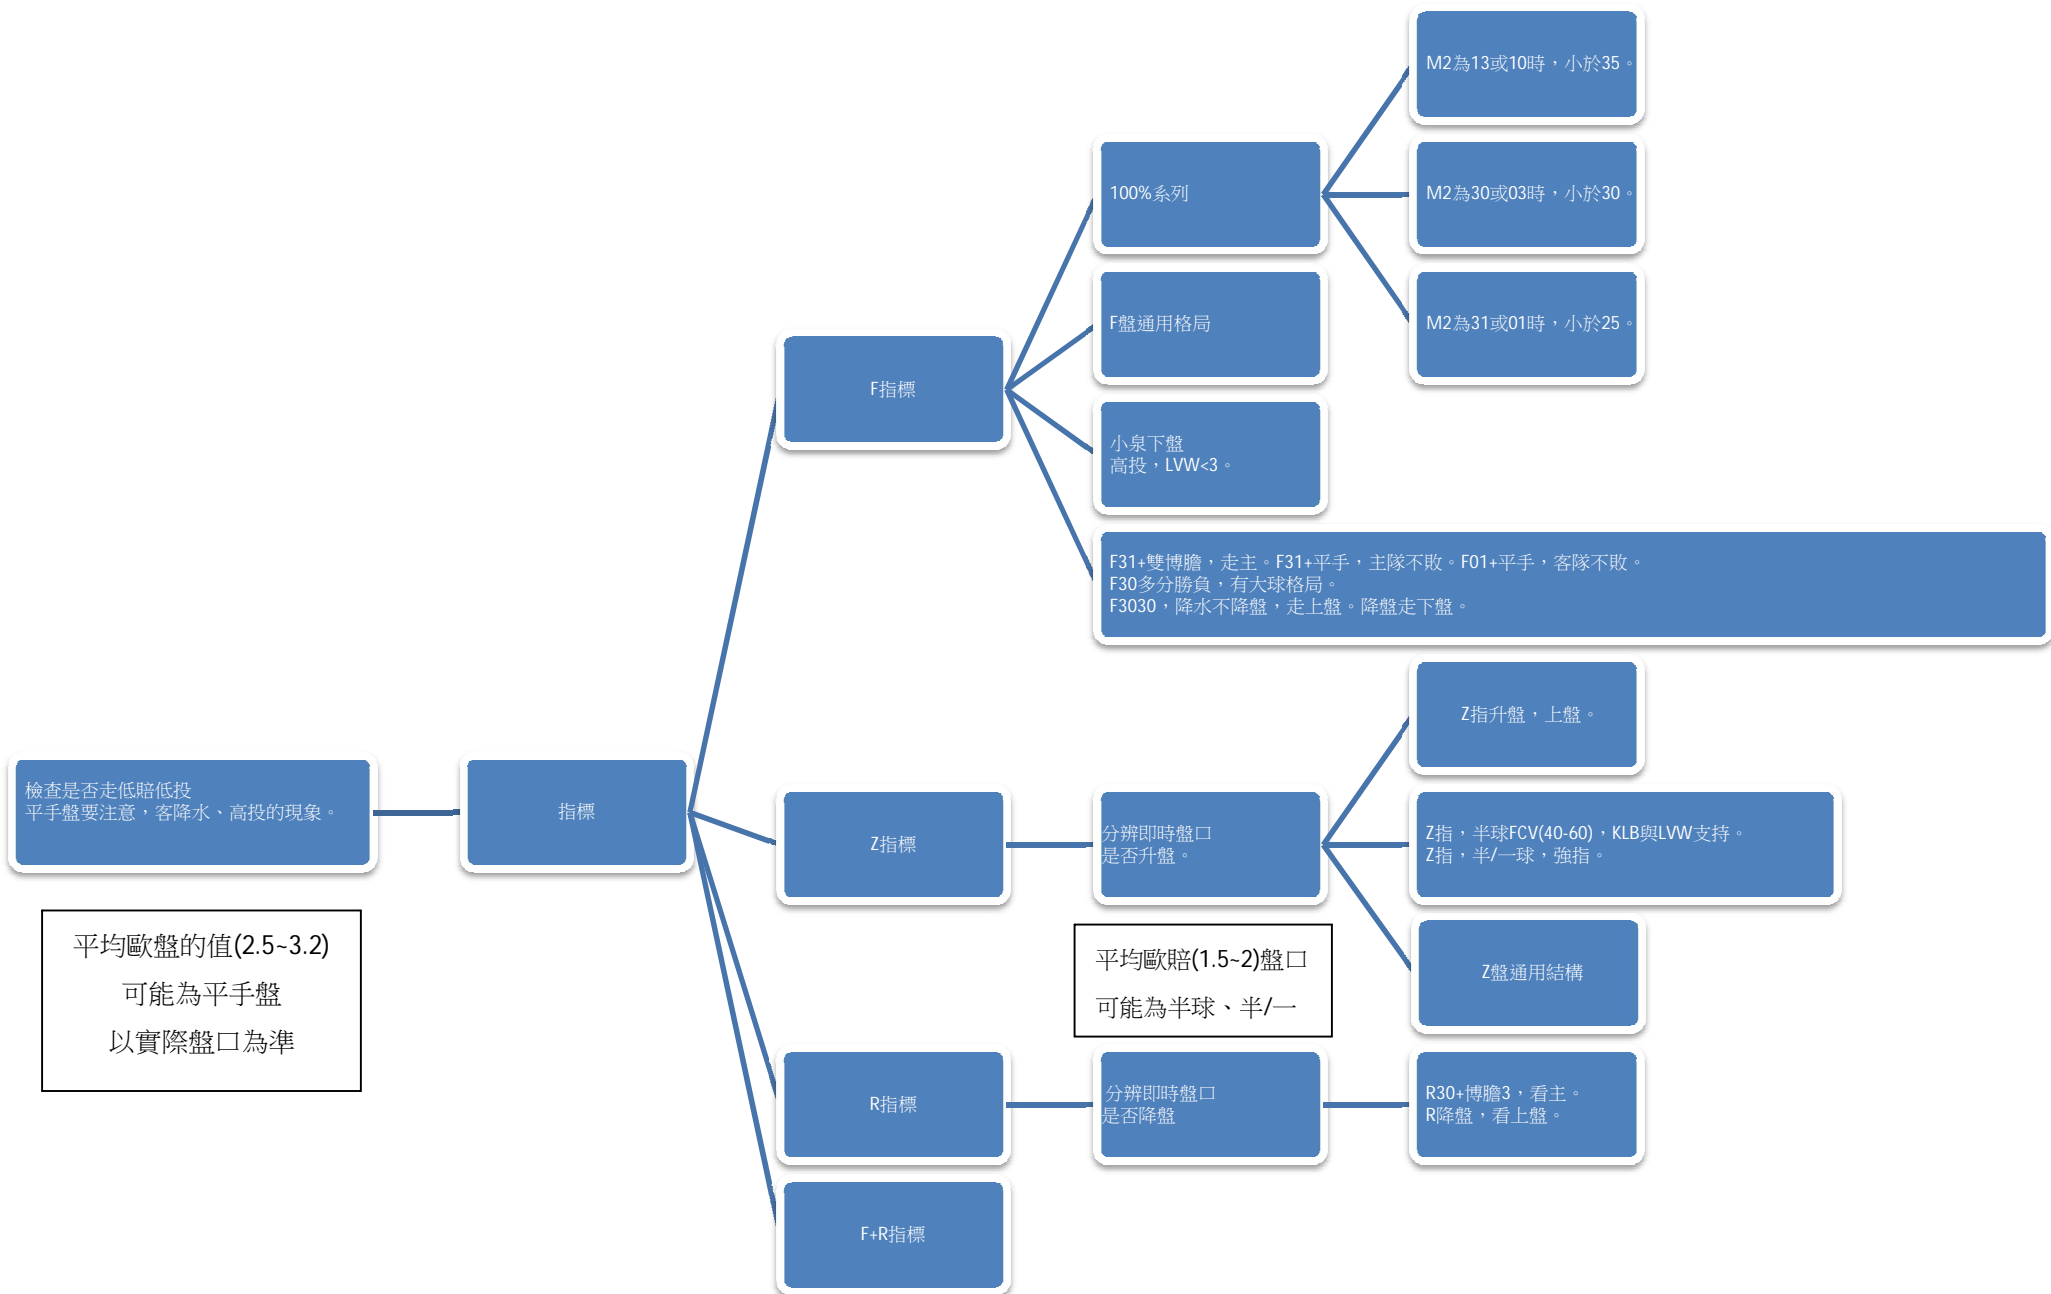 檢查是否走低賠低投
平手盤要注意，客降水、高投的現象。
平均歐盤的值(2.5~3.2)
可能為平手盤
以實際盤口為準
指標
F指標
100%系列
M2為13或10時，小於35。
M2為30或03時，小於30。
M2為31或01時，小於25。
F盤通用格局
小泉下盤
高投，LVW<3。
F31+雙博膽，走主。F31+平手，主隊不敗。F01+平手，客隊不敗。
F30多分勝負，有大球格局。
F3030，降水不降盤，走上盤。降盤走下盤。
Z指標
分辨即時盤口
是否升盤。
Z指升盤，上盤。
Z指，半球FCV(40-60)，KLB與LVW支持。
Z指，半/一球，強指。
Z盤通用結構
平均歐賠(1.5~2)盤口
可能為半球、半/一
R指標
分辨即時盤口
是否降盤
R30+博膽3，看主。
R降盤，看上盤。
F+R指標